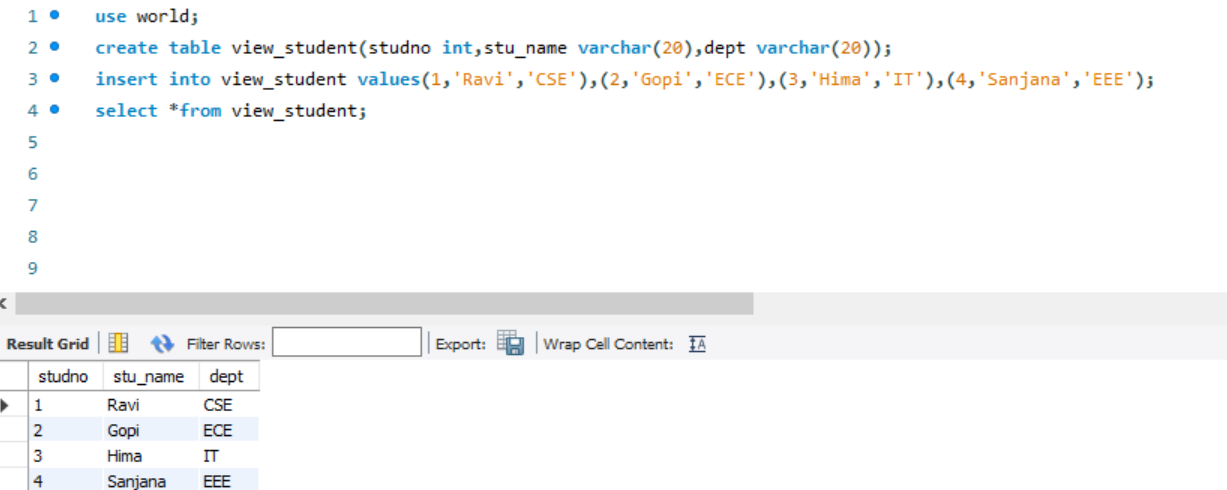 1 use world;
2 create table view_student(studno int,stu_name varchar(20),dept varchar(20));
3 insert into view_student values(1,'Ravi','CSE'),(2,'Gopi','ECE'),(3,'Hima','IT'),(4,'Sanjana','EEE');
4 select *from view_student;
5
6
7
8
9
Result Grid Filter Rows: Export: Wrap Cell Content: IA
studno stu_name dept
1 Ravi CSE
2 Gopi ECE
3 Hima IT
4 Sanjana EEE